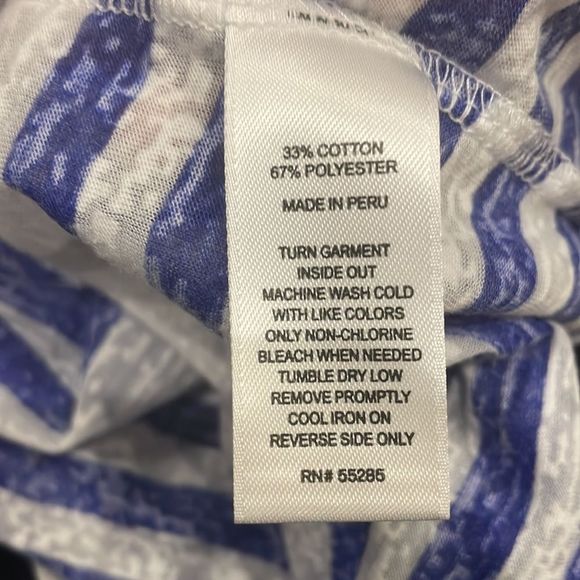 33% COTTON
67% POLYESTER
MADE IN PERU
TURN GARMENT
INSIDE OUT
MACHINE WASH COLD
WITH LIKE COLORS
ONLY NON-CHLORINE
BLEACH WHEN NEEDED
TUMBLE DRY LOW
REMOVE PROMPTLY
COOL IRON ON
REVERSE SIDE ONLY
RN# 55285